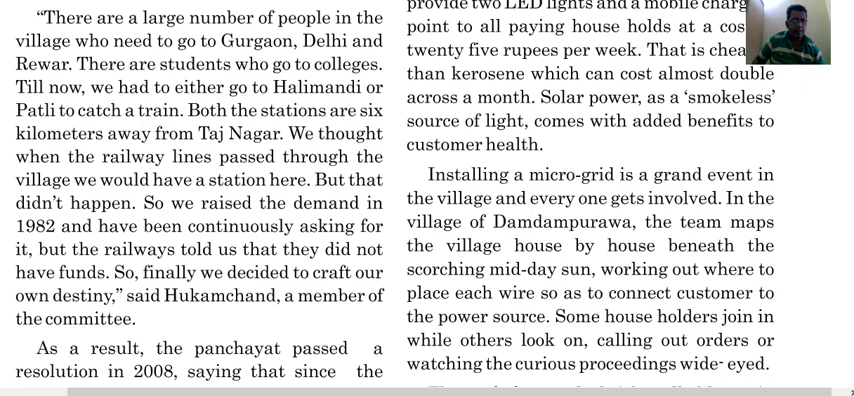 “There are a large number of people in the
village who need to go to Gurgaon, Delhi and
Rewar. There are students who go to colleges.
Till now, we had to either go to Halimandi or
Patli to catch a train. Both the stations are six
kilometers away from Taj Nagar. We thought
when the railway lines passed through the
village we would have a station here. But that
didn’t happen. So we raised the demand in
1982 and have been continuously asking for
it, but the railways told us that they did not
have funds. So, finally we decided to craft our
own destiny,” said Hukamchand, a member of
the committee.
As a result, the panchayat passed a
resolution in 2008, saying that since the
provide two LED lights and a mobile
point to all paying house holds at a
twenty five rupees per week. That is
than kerosene which can cost almost double
across a month. Solar power, as a ‘smokeless’
source of light, comes with added benefits to
customer health.
Installing a micro-grid is a grand event in
the village and every one gets involved. In the
village of Damdampurawa, the team maps
the village house by house beneath the
scorching mid-day sun, working out where to
place each wire so as to connect customer to
the power source. Some house holders join in
while others look on, calling out orders or
watching the curious proceedings wide- eyed.